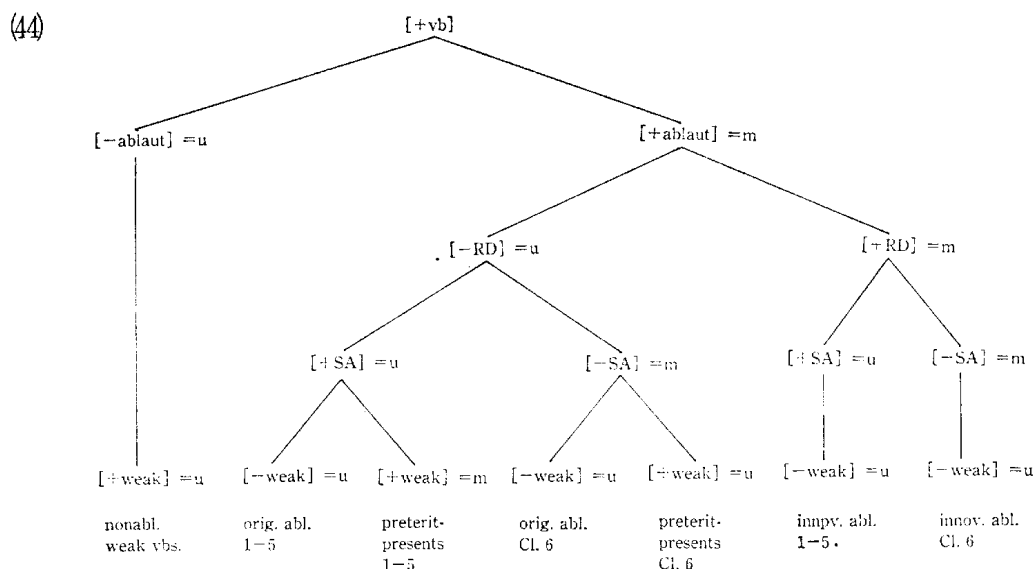 (44)
[+vb]
[−ablaut] =u [+ablaut] =m
[−RD] =u [+RD] =m
[+SA] =u [−SA] =m [+SA] =u [−SA] =m
[+weak] =u [−weak] =u [+weak] =m [−weak] =u [+weak] =u [−weak] =u [−weak] =u
nonabl. orig. abl. preterit- orig. abl. preterit- innpv. abl. innov. abl.
weak vbs. 1−5 presents Cl. 6 presents 1−5. Cl. 6
1−5 Cl. 6